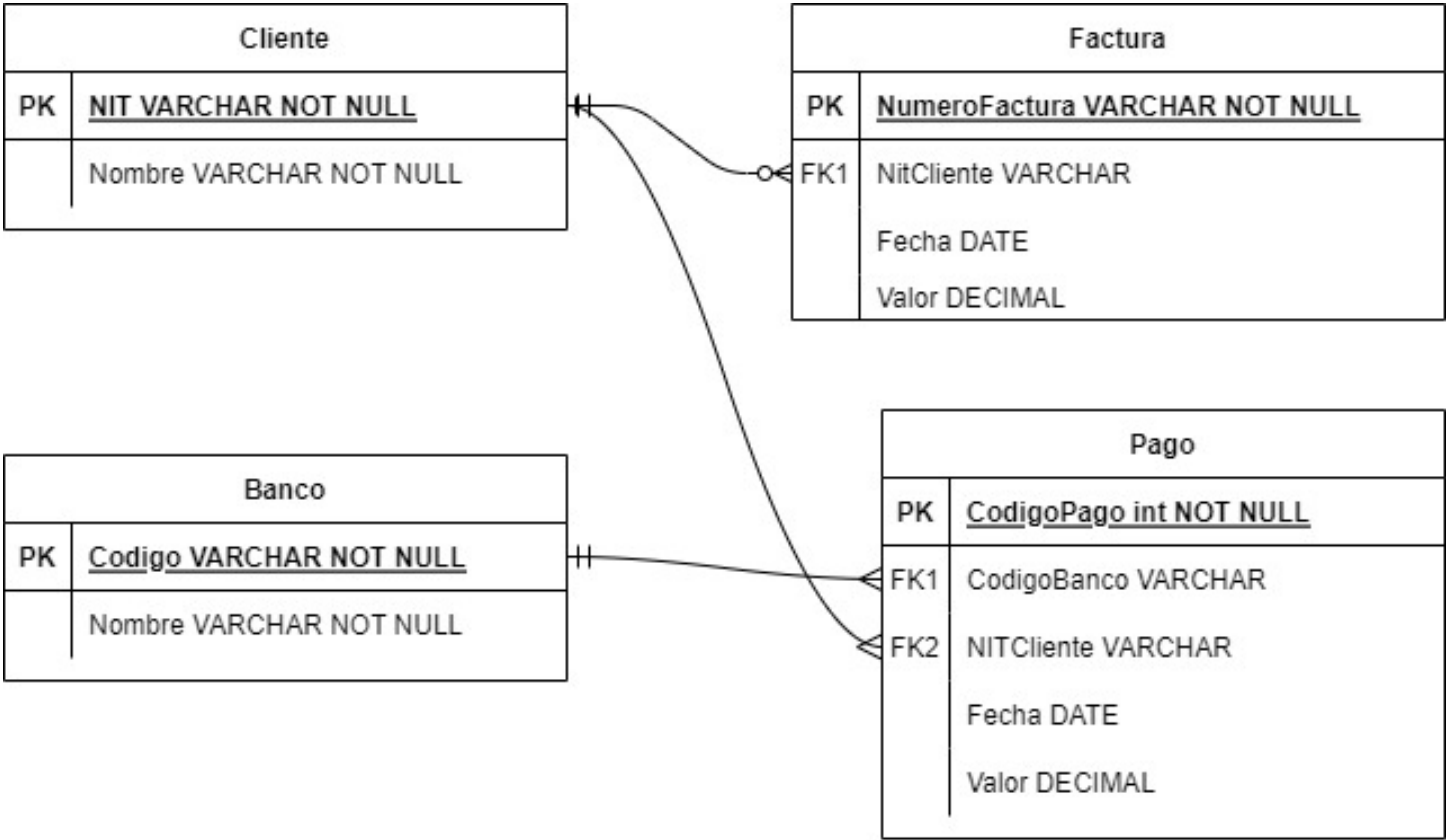 Cliente
PK NIT VARCHAR NOT NULL
Nombre VARCHAR NOT NULL
Factura
PK NumeroFactura VARCHAR NOT NULL
FK1 NitCliente VARCHAR
Fecha DATE
Valor DECIMAL
Banco
PK Codigo VARCHAR NOT NULL
Nombre VARCHAR NOT NULL
Pago
PK CodigoPago int NOT NULL
FK1 CodigoBanco VARCHAR
FK2 NITCliente VARCHAR
Fecha DATE
Valor DECIMAL